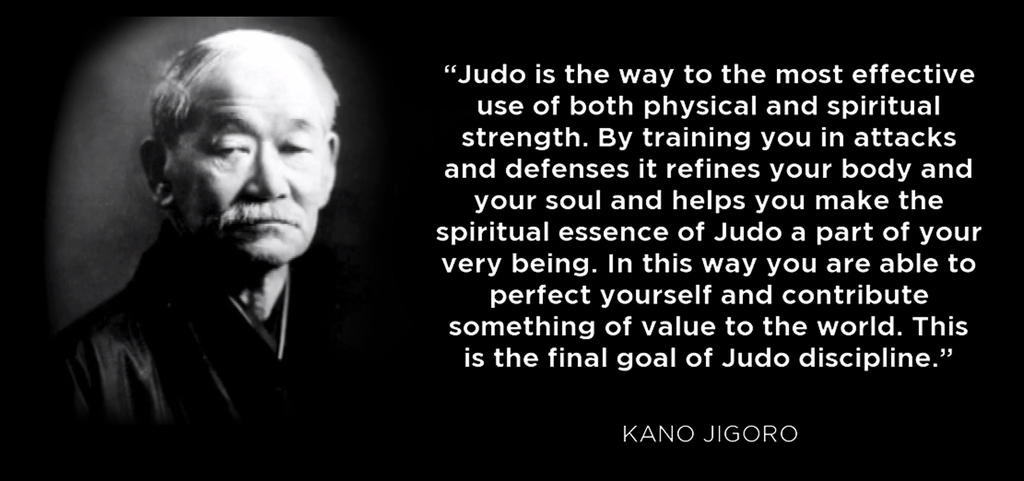 “Judo is the way to the most effective
use of both physical and spiritual
strength. By training you in attacks
and defenses it refines your body and
your soul and helps you make the
spiritual essence of Judo a part of your
very being. In this way you are able to
perfect yourself and contribute
something of value to the world. This
is the final goal of Judo discipline.”
KANO JIGORO